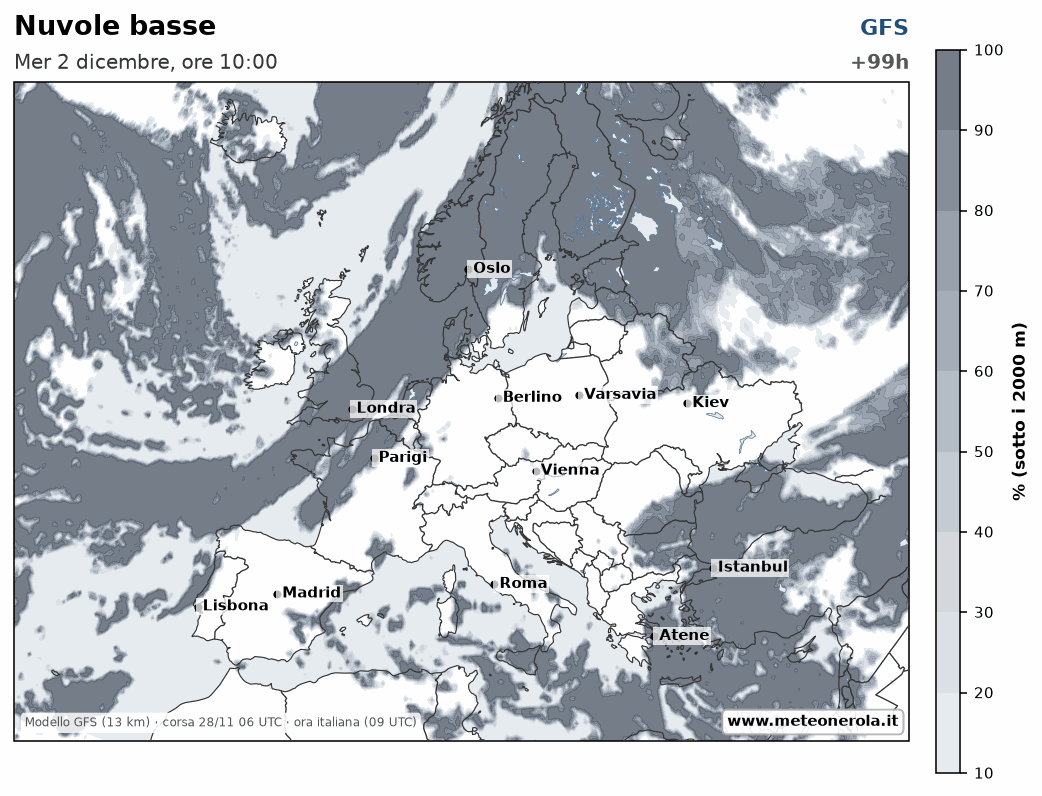 Nuvole basse
GFS
Mer 2 dicembre, ore 10:00
+99h
100
90
80
70
60
50
40
30
20
10
% (sotto i 2000 m)
Oslo
Berlino
Varsavia
Kiev
Londra
Parigi
Vienna
Istanbul
Roma
Madrid
Lisbona
Atene
Modello GFS (13 km) · corsa 28/11 06 UTC · ora italiana (09 UTC)
www.meteonerola.it